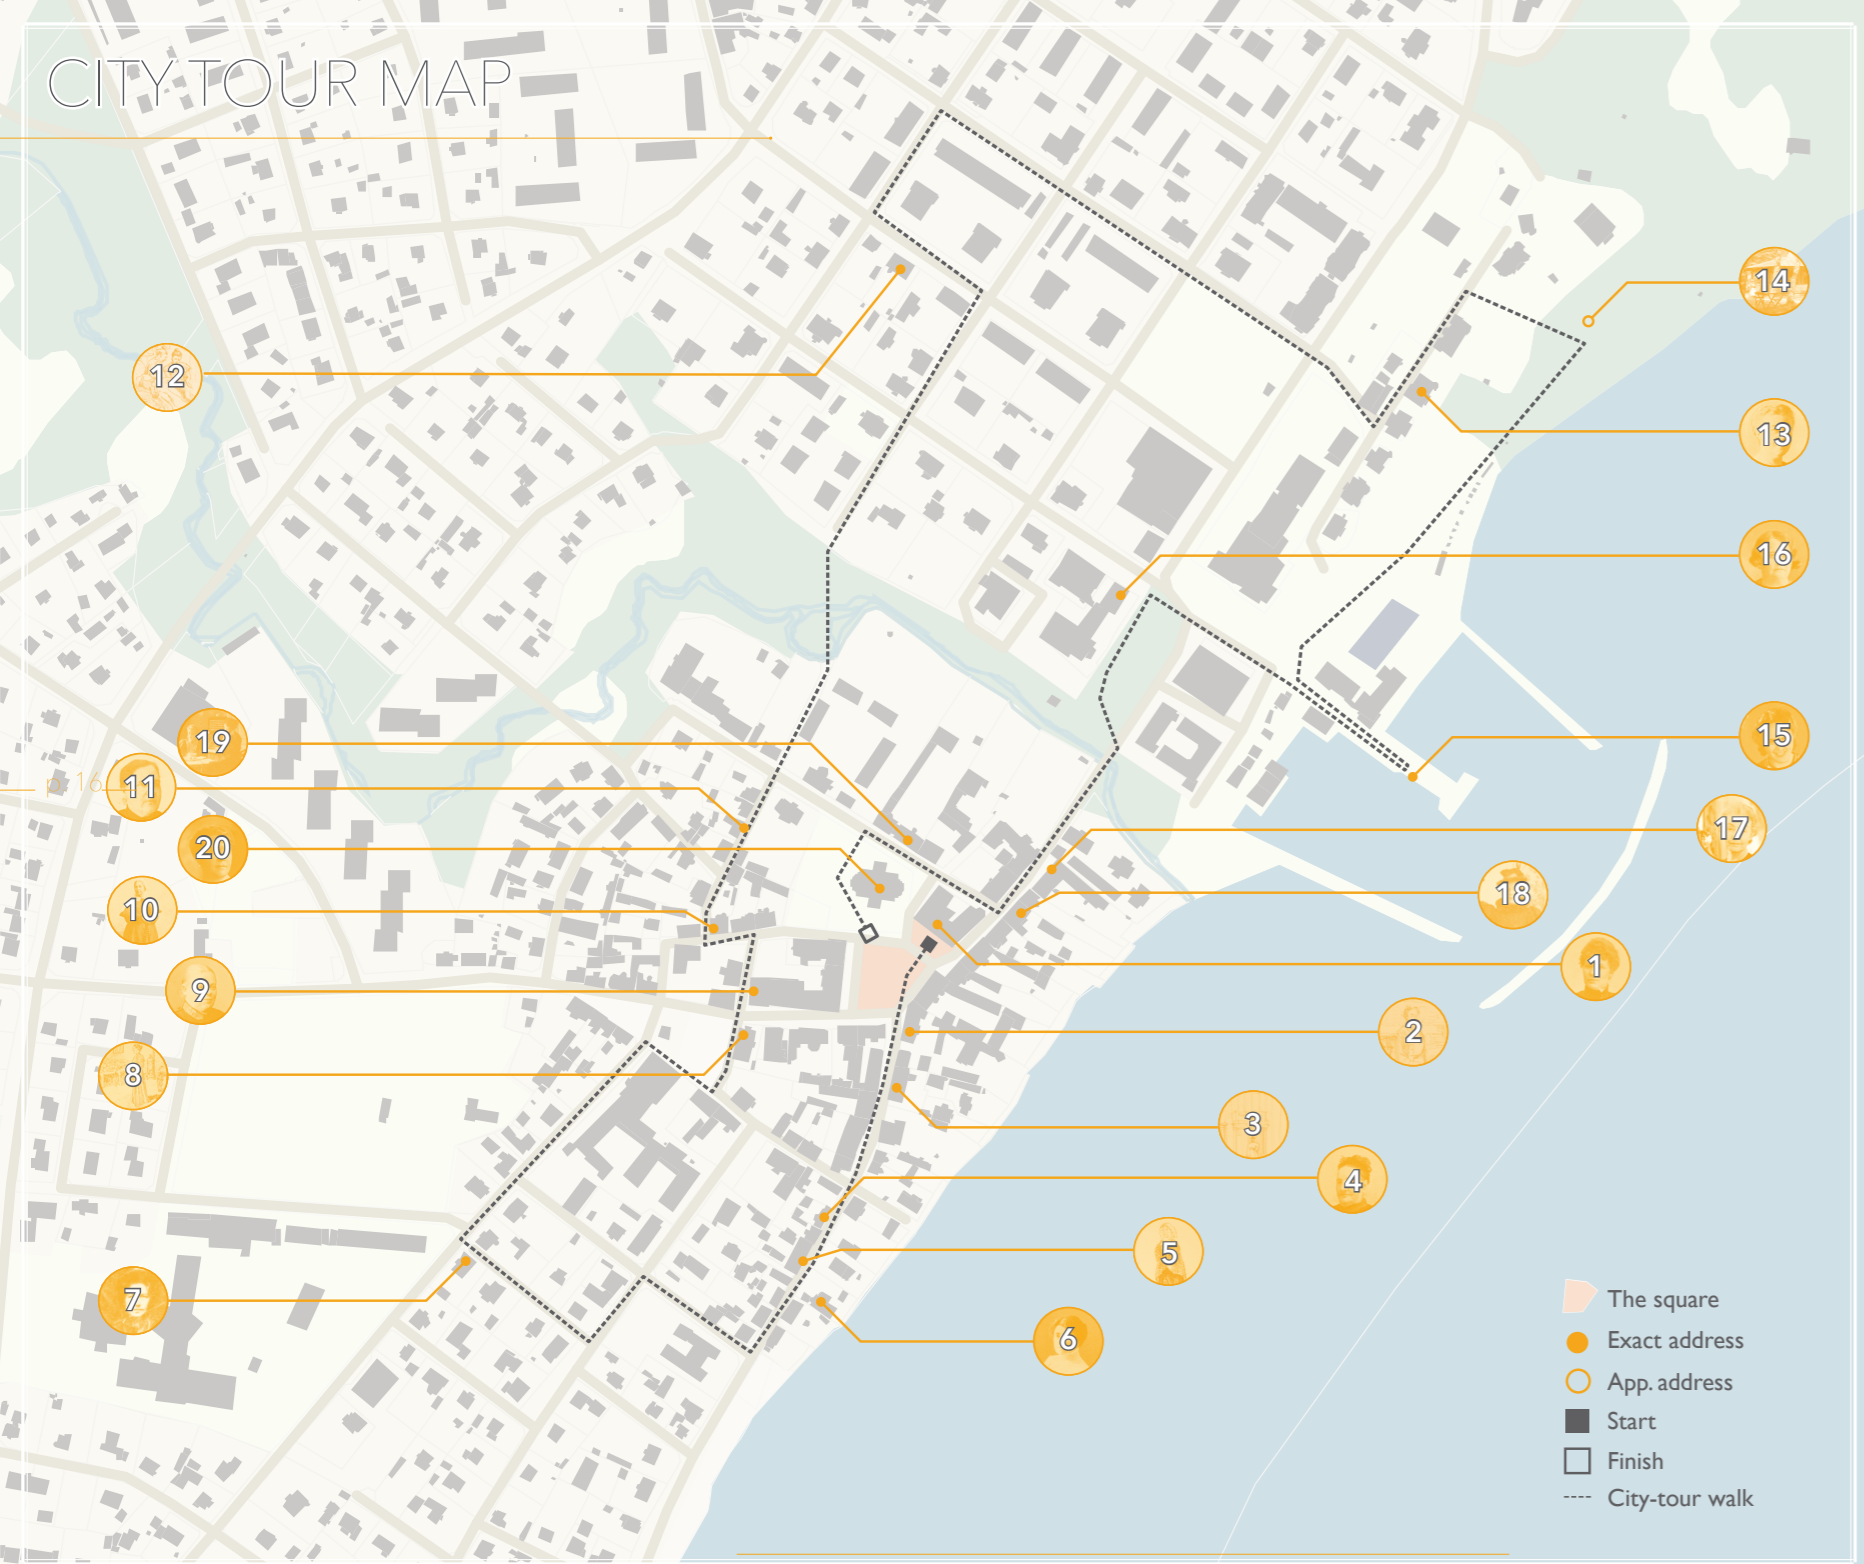 CITY TOUR MAP
14
12
13
16
19
15
p. 16
11
17
20
18
10
1
9
2
8
3
4
5
7
6
The square
Exact address
App. address
Start
Finish
City-tour walk